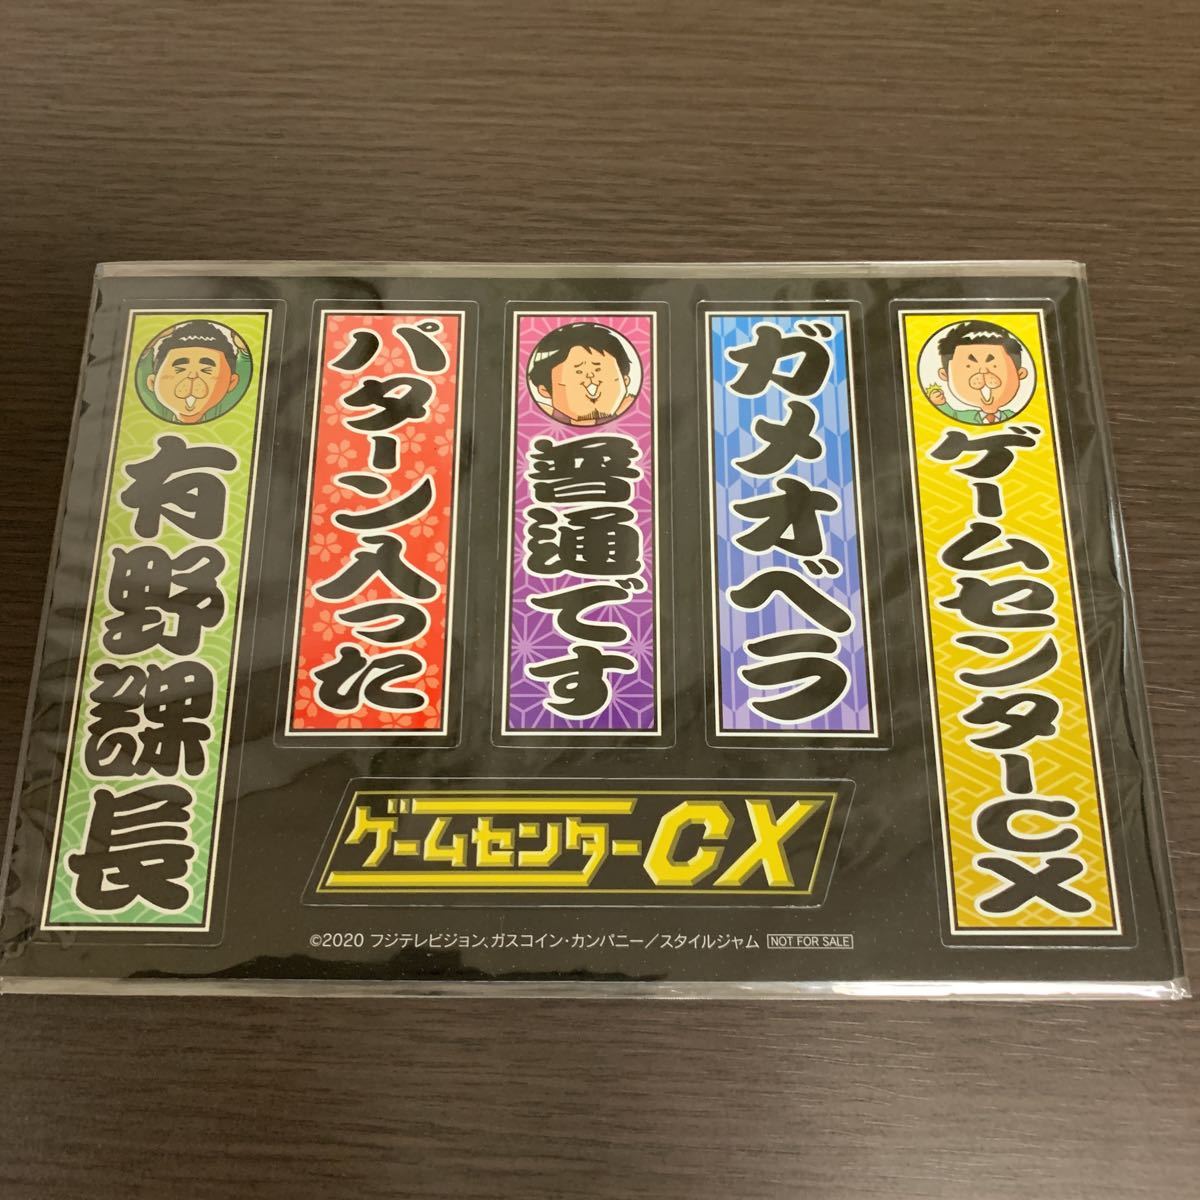 有野課長
パターン入った
普通です
ガメオベラ
ゲームセンターCX
ゲームセンターCX
©2020 フジテレビジョン、ガスコイン・カンパニー／スタイルジャム NOT FOR SALE